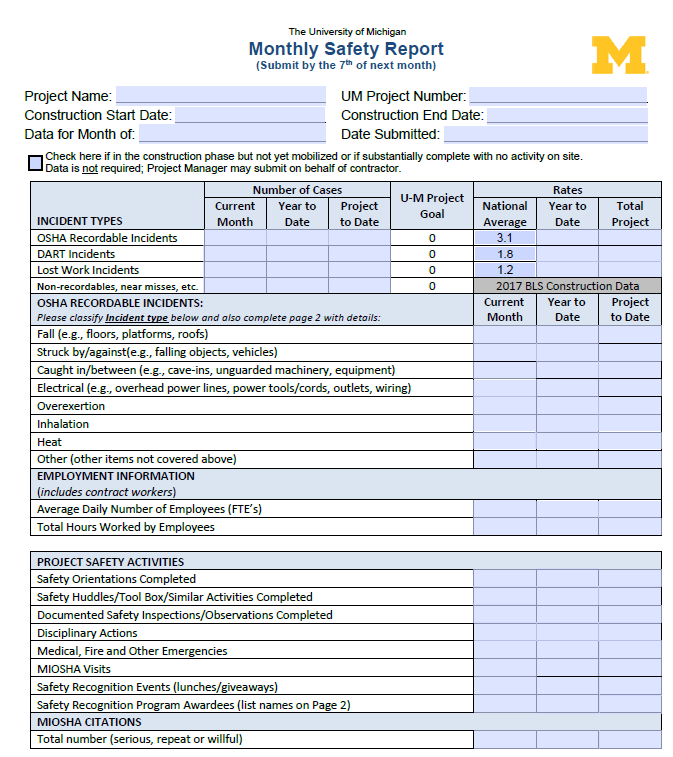 The University of Michigan
Monthly Safety Report
(Submit by the 7th of next month)
M
Project Name:
UM Project Number:
Construction Start Date:
Construction End Date:
Data for Month of:
Date Submitted:
Check here if in the construction phase but not yet mobilized or if substantially complete with no activity on site.
Data is not required; Project Manager may submit on behalf of contractor.
INCIDENT TYPES
Number of Cases
Current Month
Year to Date
Project to Date
U-M Project Goal
Rates
National Average
Year to Date
Total Project
OSHA Recordable Incidents 0 3.1
DART Incidents 0 1.8
Lost Work Incidents 0 1.2
Non-recordables, near misses, etc. 0 2017 BLS Construction Data
OSHA RECORDABLE INCIDENTS:
Please classify Incident type below and also complete page 2 with details:
Current Month
Year to Date
Project to Date
Fall (e.g., floors, platforms, roofs)
Struck by/against(e.g., falling objects, vehicles)
Caught in/between (e.g., cave-ins, unguarded machinery, equipment)
Electrical (e.g., overhead power lines, power tools/cords, outlets, wiring)
Overexertion
Inhalation
Heat
Other (other items not covered above)
EMPLOYMENT INFORMATION
(includes contract workers)
Average Daily Number of Employees (FTE's)
Total Hours Worked by Employees
PROJECT SAFETY ACTIVITIES
Safety Orientations Completed
Safety Huddles/Tool Box/Similar Activities Completed
Documented Safety Inspections/Observations Completed
Disciplinary Actions
Medical, Fire and Other Emergencies
MIOSHA Visits
Safety Recognition Events (lunches/giveaways)
Safety Recognition Program Awardees (list names on Page 2)
MIOSHA CITATIONS
Total number (serious, repeat or willful)